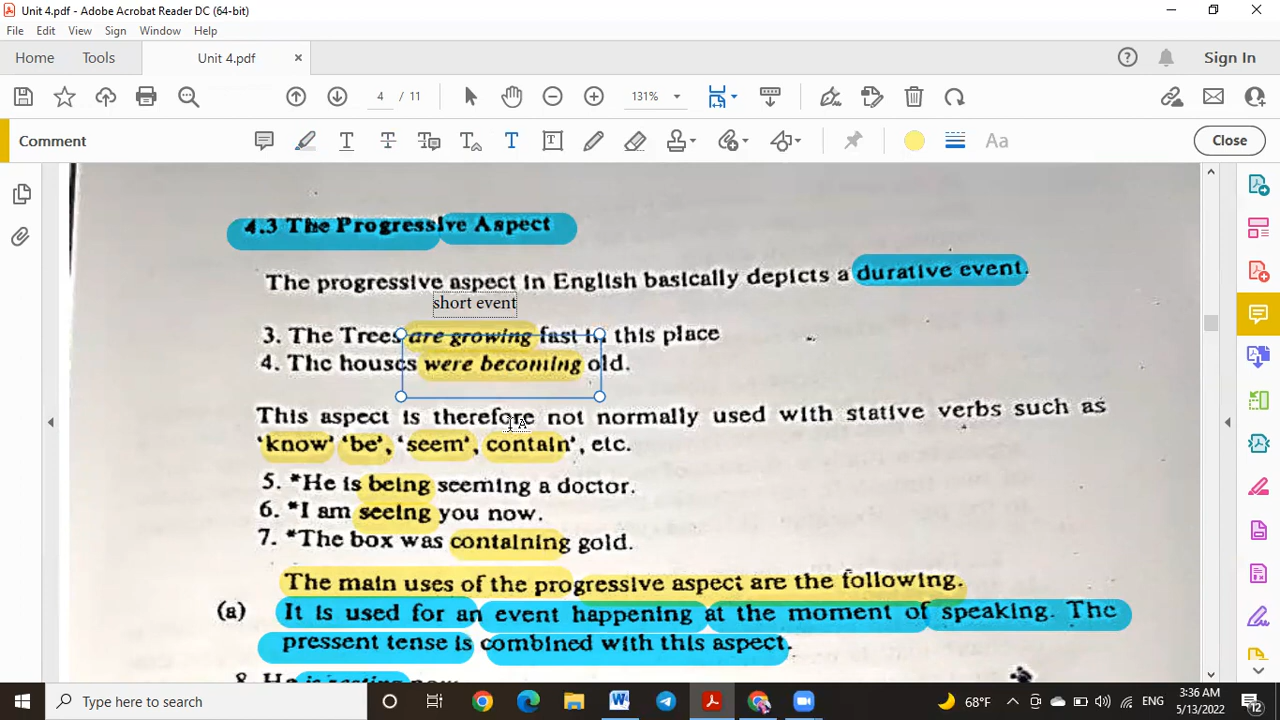 Unit 4.pdf - Adobe Acrobat Reader DC (64-bit)
File Edit View Sign Window Help
Home Tools Unit 4.pdf × Sign In
4 / 11 131%
Comment Aa Close
4.3 The Progressive Aspect
The progressive aspect in English basically depicts a durative event.
short event
3. The Trees are growing fast in this place
4. The houses were becoming old.
This aspect is therefore not normally used with stative verbs such as
'know' 'be', 'seem', contain', etc.
5. *He is being seeming a doctor.
6. *I am seeing you now.
7. *The box was containing gold.
The main uses of the progressive aspect are the following.
(a) It is used for an event happening at the moment of speaking. The
pressent tense is combined with this aspect.
8. He is
Type here to search
68°F ENG
3:36 AM
5/13/2022
12